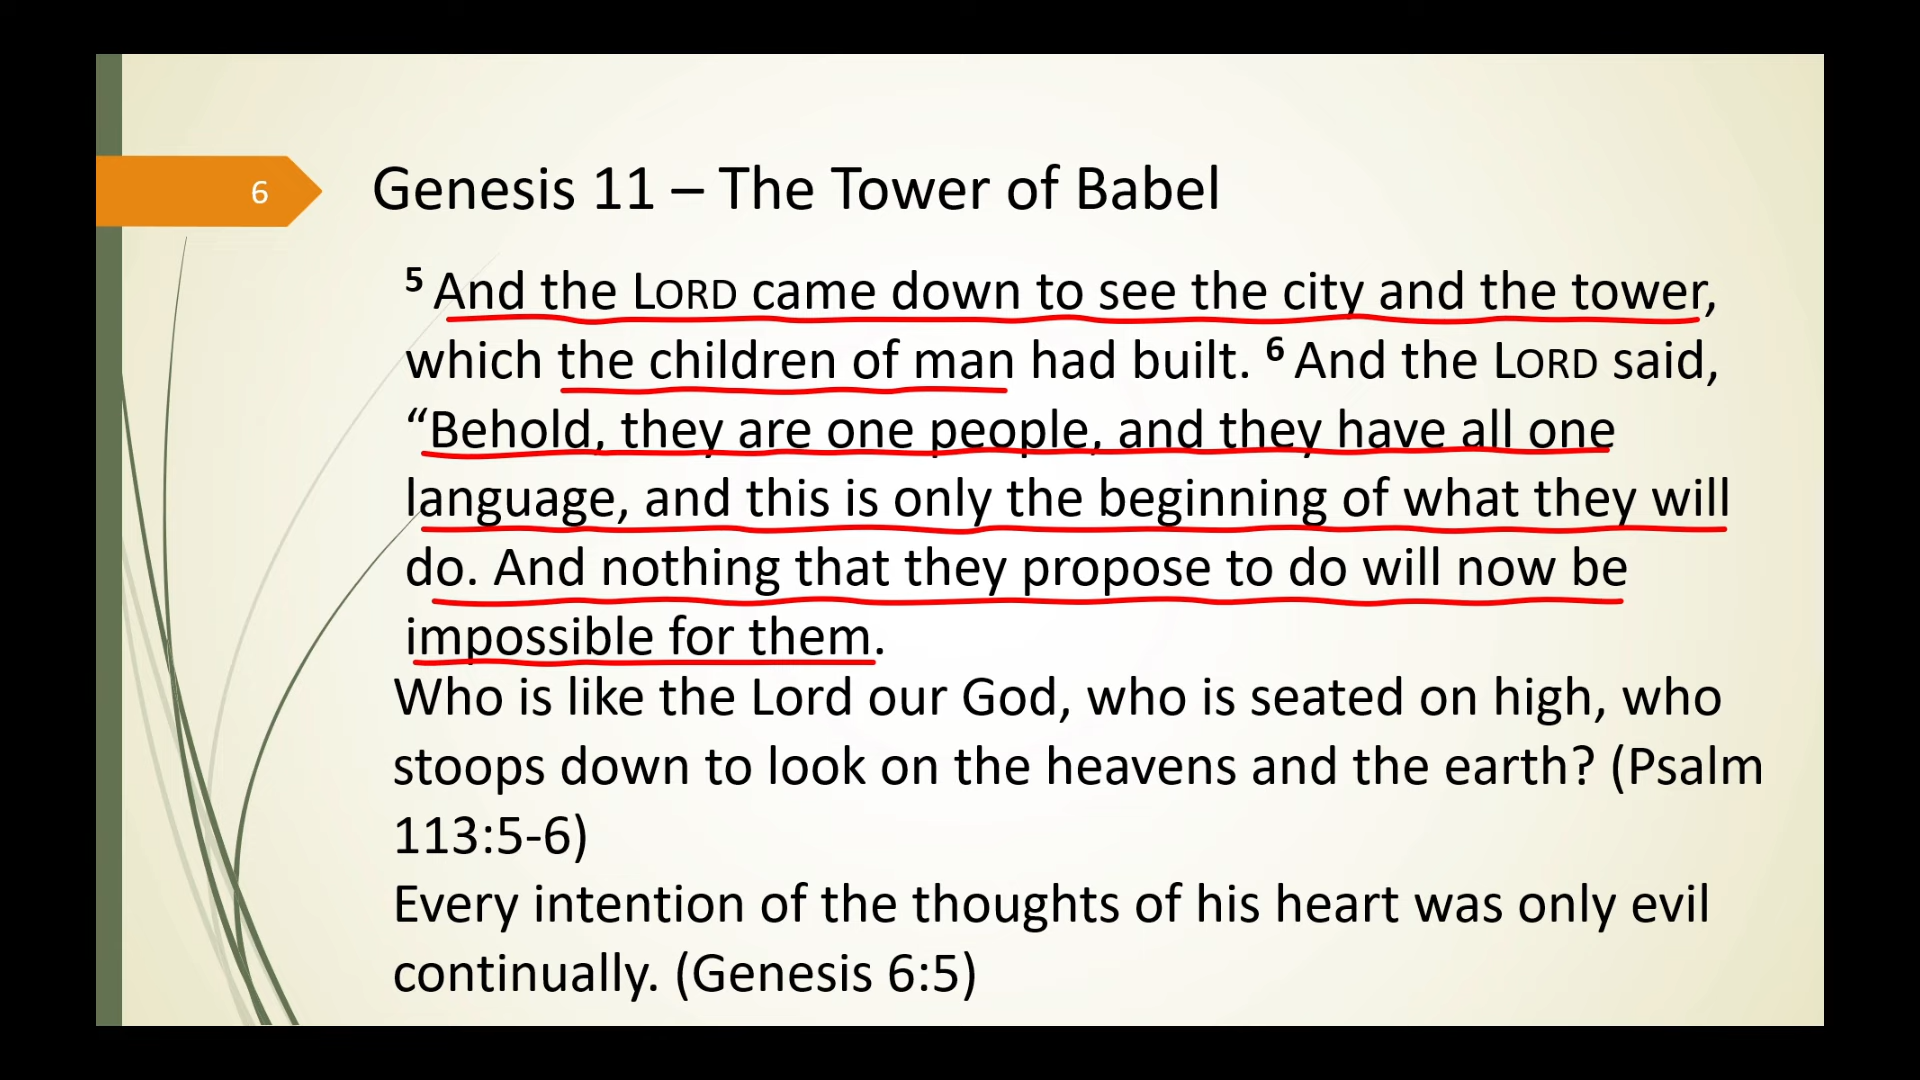 6
Genesis 11 – The Tower of Babel
5 And the LORD came down to see the city and the tower,
which the children of man had built. 6 And the LORD said,
“Behold, they are one people, and they have all one
language, and this is only the beginning of what they will
do. And nothing that they propose to do will now be
impossible for them.
Who is like the Lord our God, who is seated on high, who
stoops down to look on the heavens and the earth? (Psalm
113:5-6)
Every intention of the thoughts of his heart was only evil
continually. (Genesis 6:5)